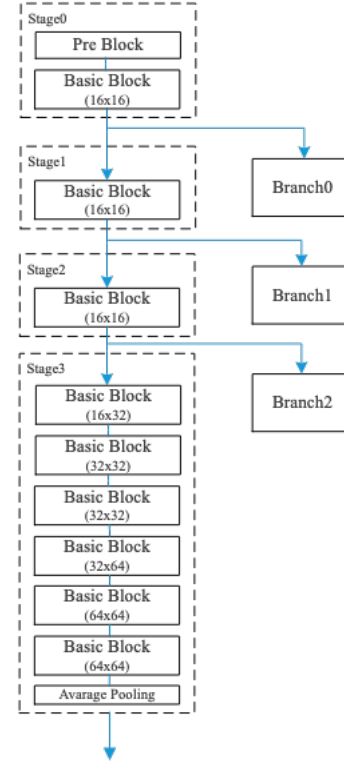 Stage0
Pre Block
Basic Block
(16x16)
Stage1
Basic Block
(16x16)
Branch0
Stage2
Basic Block
(16x16)
Branch1
Stage3
Basic Block
(16x32)
Branch2
Basic Block
(32x32)
Basic Block
(32x32)
Basic Block
(32x64)
Basic Block
(64x64)
Basic Block
(64x64)
Avarage Pooling